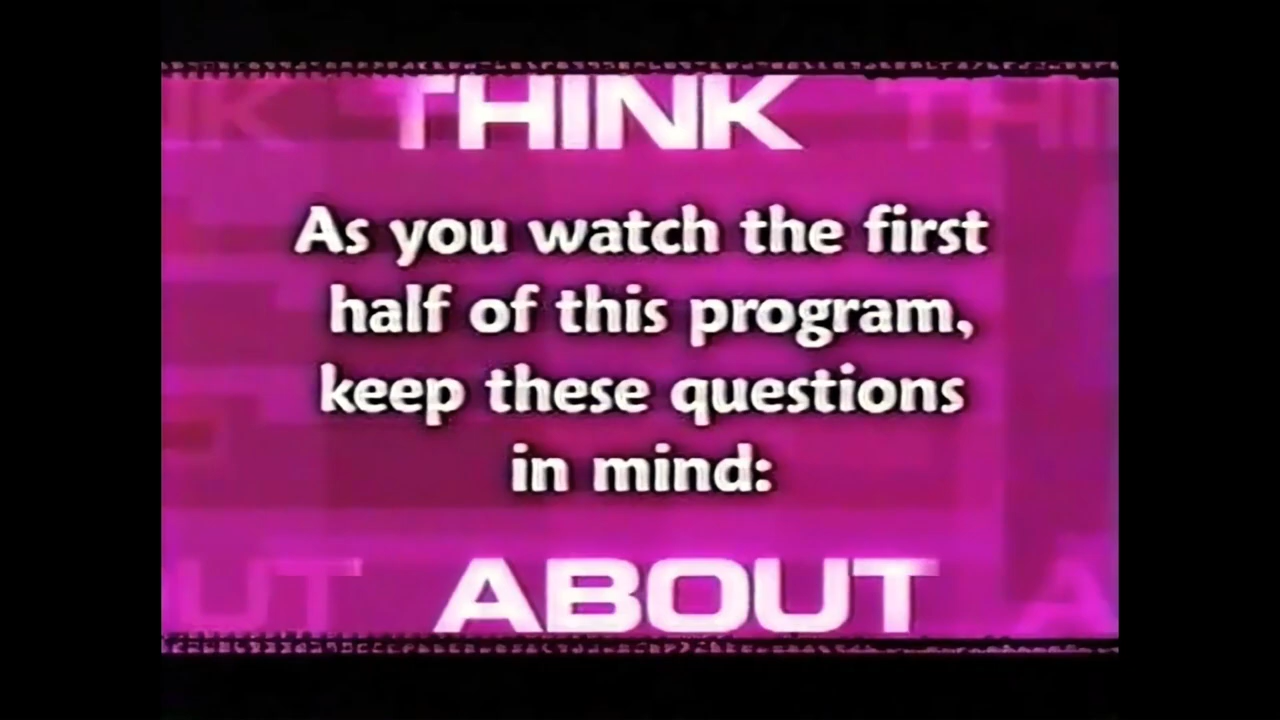 THINK
As you watch the first
half of this program,
keep these questions
in mind:
ABOUT